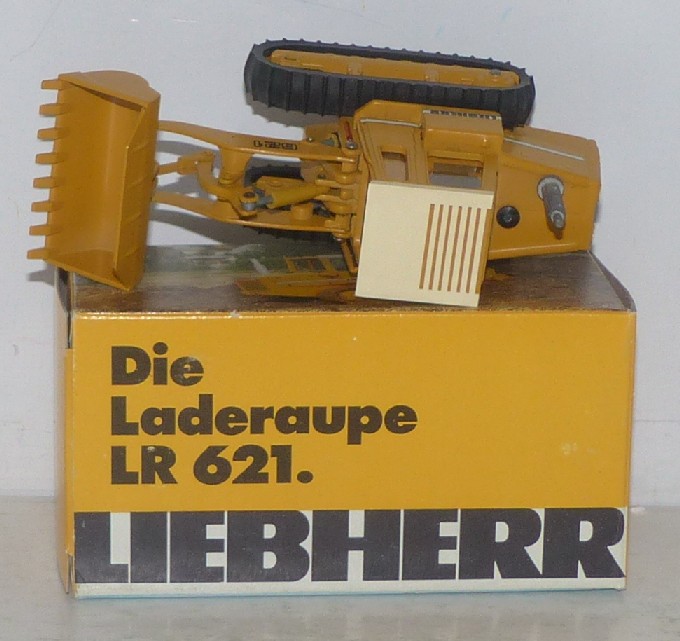 Die
Laderaupe
LR 621.
LIEBHERR